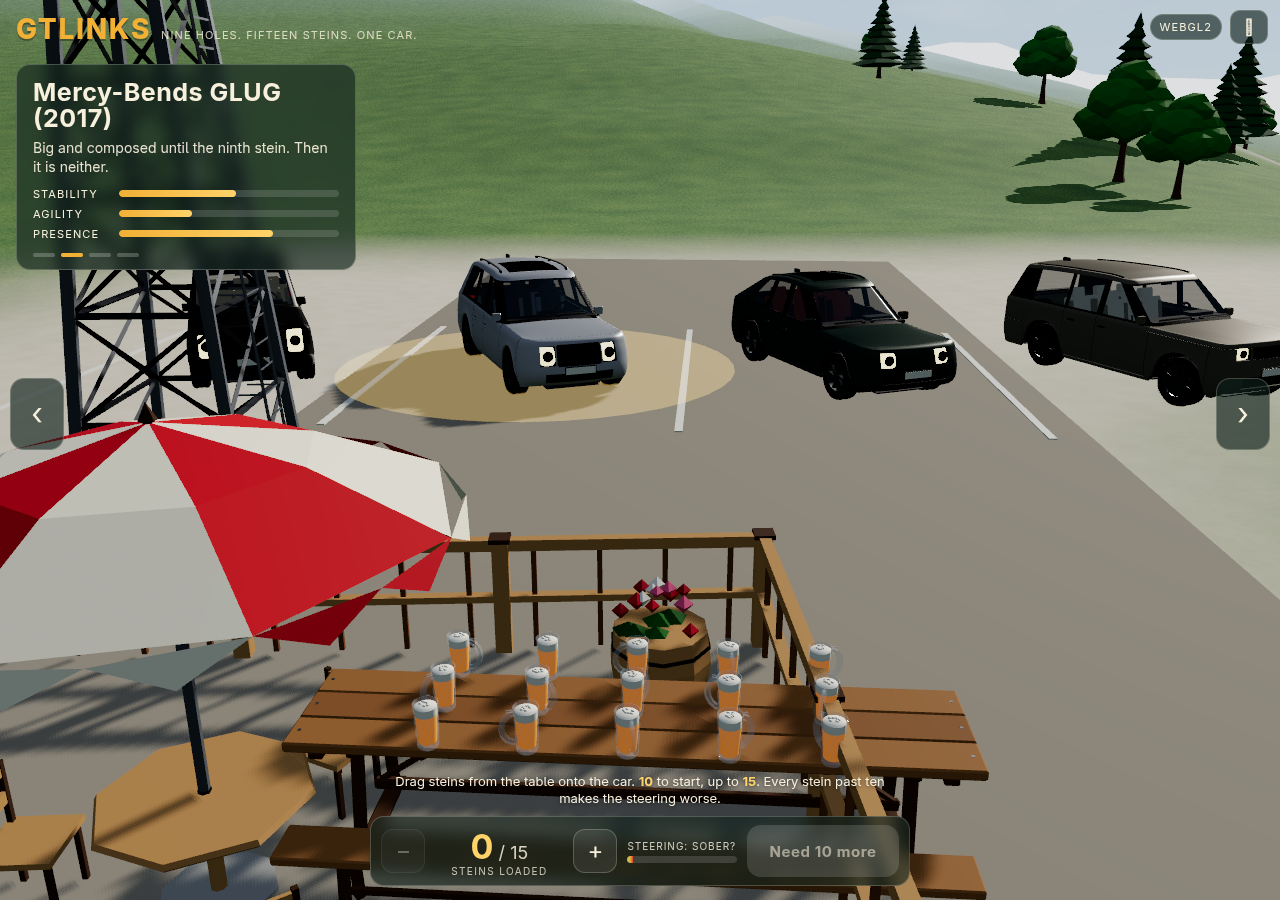 GTLINKS NINE HOLES. FIFTEEN STEINS. ONE CAR.
WEBGL2
Mercy-Bends GLUG
(2017)
Big and composed until the ninth stein. Then
it is neither.
STABILITY
AGILITY
PRESENCE
‹
›
Drag steins from the table onto the car. 10 to start, up to 15. Every stein past ten
makes the steering worse.
−
0 / 15
STEINS LOADED
+
STEERING: SOBER?
Need 10 more